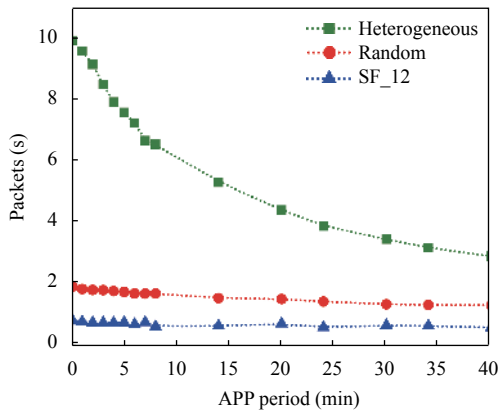 10
8
6
4
2
0
Packets (s)
Heterogeneous
Random
SF_12
0 5 10 15 20 25 30 35 40
APP period (min)